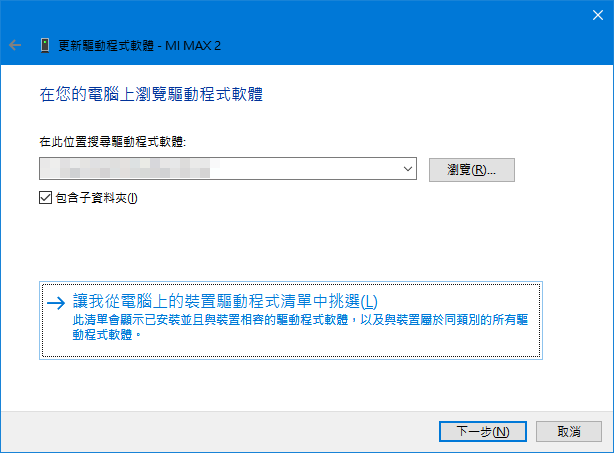 更新驅動程式軟體 - MI MAX 2
在您的電腦上瀏覽驅動程式軟體
在此位置搜尋驅動程式軟體:
瀏覽(R)...
包含子資料夾(I)
讓我從電腦上的裝置驅動程式清單中挑選(L)
此清單會顯示已安裝並且與裝置相容的驅動程式軟體，以及與裝置屬於同類別的所有驅
動程式軟體。
下一步(N)
取消